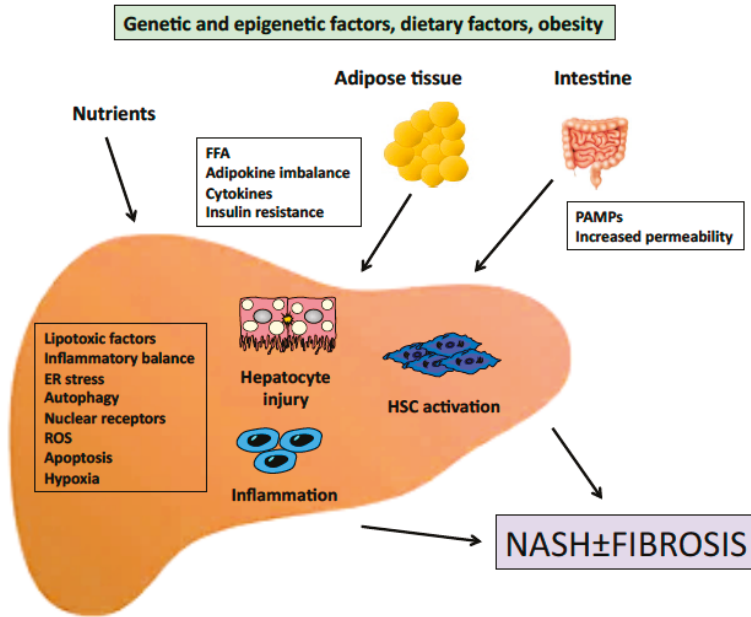 Genetic and epigenetic factors, dietary factors, obesity
Adipose tissue
Intestine
Nutrients
FFA
Adipokine imbalance
Cytokines
Insulin resistance
PAMPs
Increased permeability
Lipotoxic factors
Inflammatory balance
ER stress
Autophagy
Nuclear receptors
ROS
Apoptosis
Hypoxia
Hepatocyte
injury
HSC activation
Inflammation
NASH±FIBROSIS